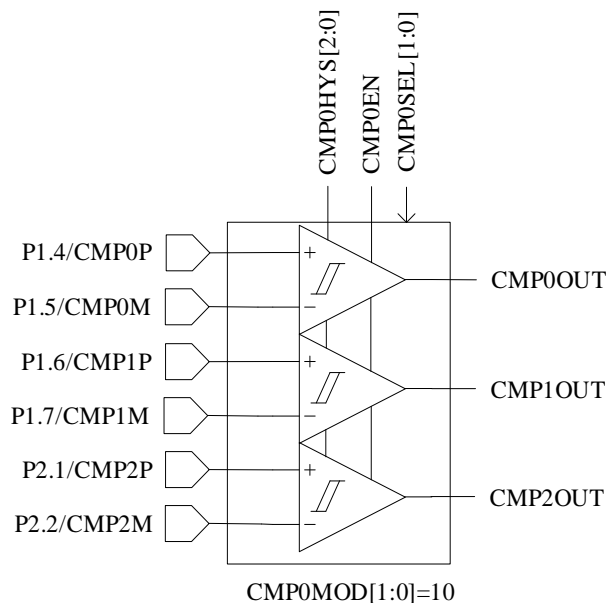 CMP0HYS[2:0]
CMP0EN
CMP0SEL[1:0]
P1.4/CMP0P
+
CMP0OUT
P1.5/CMP0M
−
P1.6/CMP1P
+
CMP1OUT
P1.7/CMP1M
−
P2.1/CMP2P
+
CMP2OUT
P2.2/CMP2M
−
CMP0MOD[1:0]=10